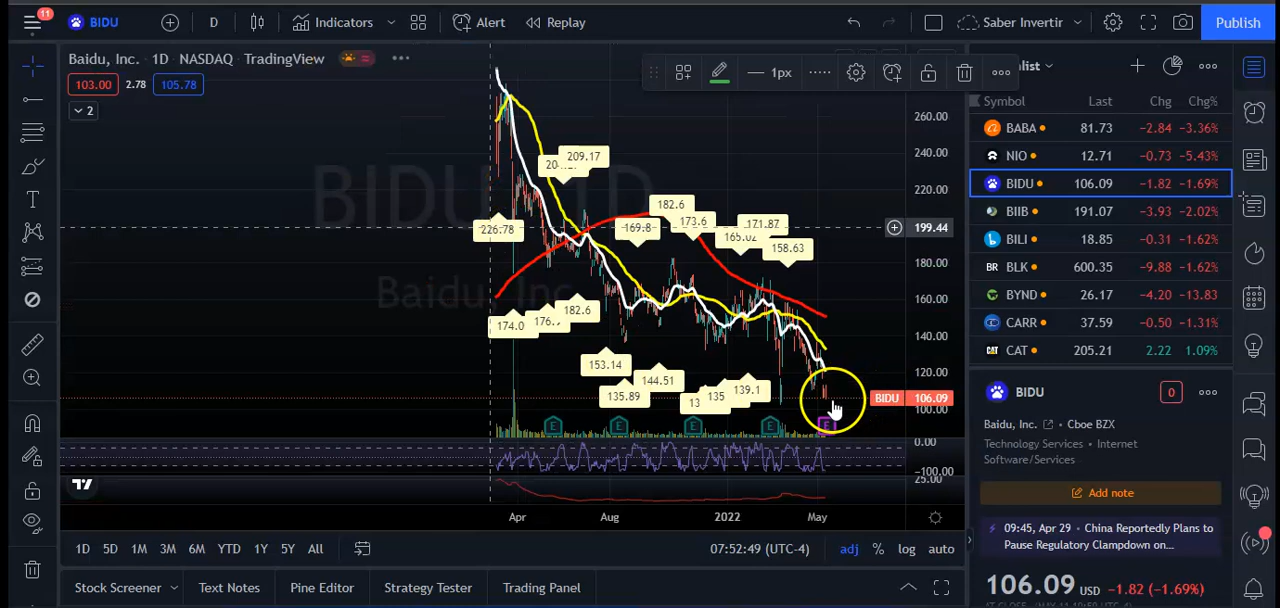 11
BIDU
D
Indicators
Alert
Replay
Saber Invertir
Publish
Baidu, Inc. · 1D · NASDAQ · TradingView
103.00 2.78 105.78
2
1px
BIDU, 1D
Baidu, Inc
260.00
240.00
220.00
199.44
180.00
160.00
140.00
120.00
BIDU 106.09
100.00
0.00
−100.00
25.00
209.17
226.78
182.6
173.6
169.8
171.87
165.02
158.63
174.0
182.6
153.14
135.89
144.51
135
139.1
E E E E E
Apr Aug 2022 May
1D 5D 1M 3M 6M YTD 1Y 5Y All
07:52:49 (UTC-4) adj % log auto
Stock Screener Text Notes Pine Editor Strategy Tester Trading Panel
list
Symbol Last Chg Chg%
BABA 81.73 −2.84 −3.36%
NIO 12.71 −0.73 −5.43%
BIDU 106.09 −1.82 −1.69%
BIIB 191.07 −3.93 −2.02%
BILI 18.85 −0.31 −1.62%
BR BLK 600.35 −9.88 −1.62%
BYND 26.17 −4.20 −13.83
CARR 37.59 −0.50 −1.31%
CAT CAT 205.21 2.22 1.09%
BIDU 0
Baidu, Inc. · Cboe BZX
Technology Services · Internet
Software/Services
Add note
09:45, Apr 29 · China Reportedly Plans to
Pause Regulatory Clampdown on...
106.09 USD −1.82 (−1.69%)